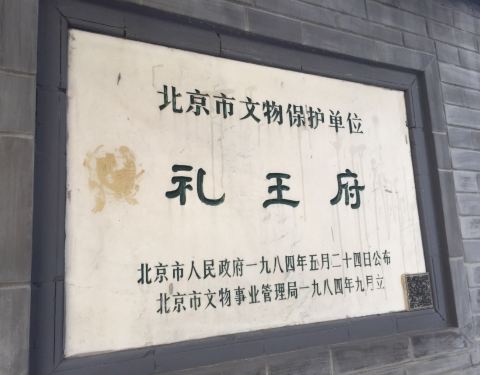 北京市文物保护单位
礼王府
北京市人民政府一九八四年五月二十四日公布
北京市文物事业管理局一九八四年九月立